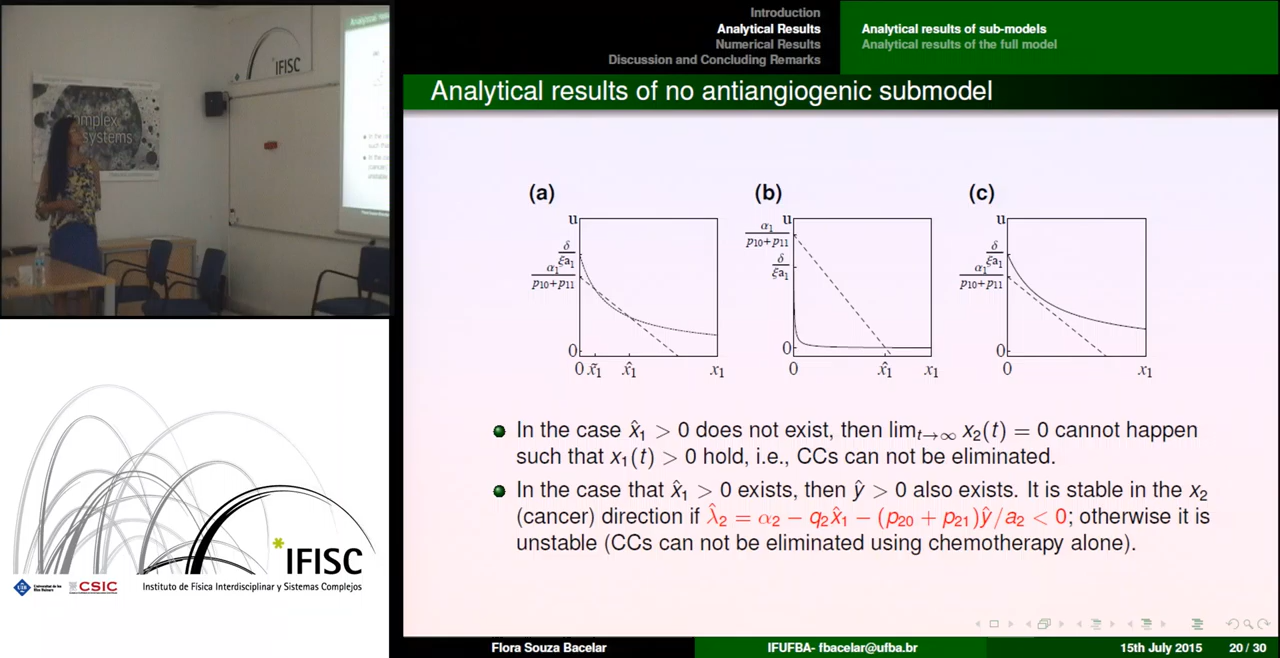 IFISC
complex
systems
Introduction
Analytical Results
Numerical Results
Discussion and Concluding Remarks
Analytical results of sub-models
Analytical results of the full model
Analytical results of no antiangiogenic submodel
(a) (b) (c)
u u u
δ/ξa₁ α₁/(p₁₀+p₁₁) δ/ξa₁
α₁/(p₁₀+p₁₁) δ/ξa₁ α₁/(p₁₀+p₁₁)
0 0 0
0 x̃₁ x̂₁ x₁ 0 x̂₁ x₁ 0 x₁
In the case x̂₁ > 0 does not exist, then lim_{t→∞} x₂(t) = 0 cannot happen
such that x₁(t) > 0 hold, i.e., CCs can not be eliminated.
In the case that x̂₁ > 0 exists, then ŷ > 0 also exists. It is stable in the x₂
(cancer) direction if λ̂₂ = α₂ − q₂x̂₁ − (p₂₀ + p₂₁)ŷ/a₂ < 0; otherwise it is
unstable (CCs can not be eliminated using chemotherapy alone).
IFISC
CSIC
Instituto de Física Interdisciplinar y Sistemas Complejos
Flora Souza Bacelar IFUFBA- fbacelar@ufba.br 15th July 2015 20 / 30